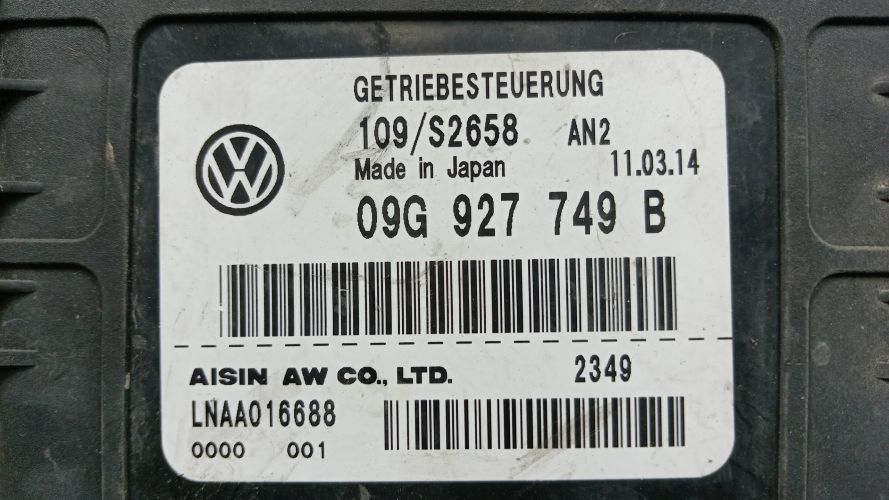 GETRIEBESTEUERUNG
109/S2658 AN2
Made in Japan 11.03.14
09G 927 749 B
AISIN AW CO., LTD. 2349
LNAA016688
0000 001